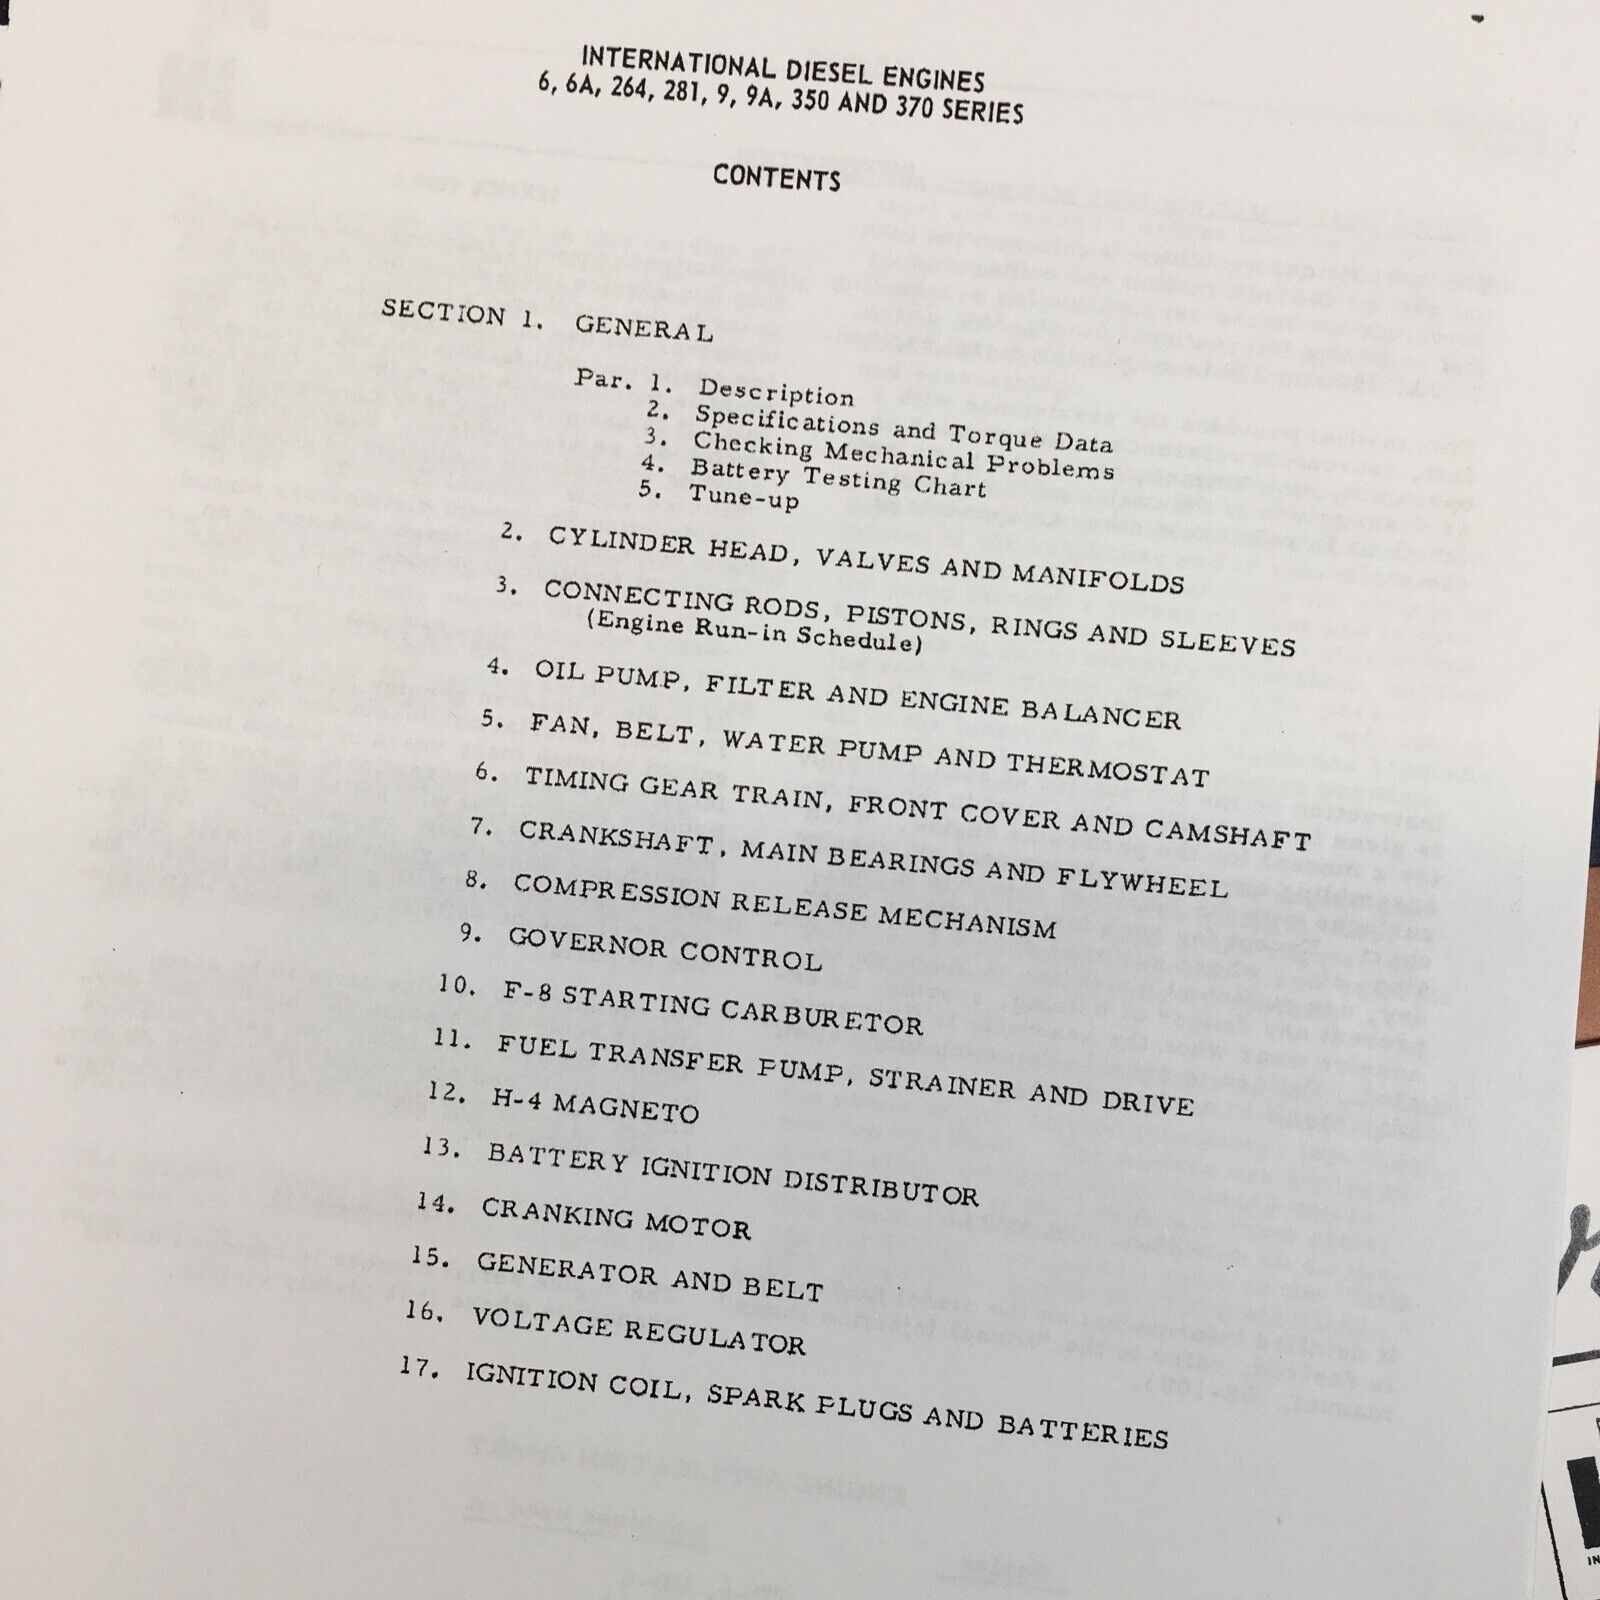 INTERNATIONAL DIESEL ENGINES
6, 6A, 264, 281, 9, 9A, 350 AND 370 SERIES
CONTENTS
SECTION 1. GENERAL
Par. 1. Description
2. Specifications and Torque Data
3. Checking Mechanical Problems
4. Battery Testing Chart
5. Tune-up
2. CYLINDER HEAD, VALVES AND MANIFOLDS
3. CONNECTING RODS, PISTONS, RINGS AND SLEEVES
(Engine Run-in Schedule)
4. OIL PUMP, FILTER AND ENGINE BALANCER
5. FAN, BELT, WATER PUMP AND THERMOSTAT
6. TIMING GEAR TRAIN, FRONT COVER AND CAMSHAFT
7. CRANKSHAFT, MAIN BEARINGS AND FLYWHEEL
8. COMPRESSION RELEASE MECHANISM
9. GOVERNOR CONTROL
10. F-8 STARTING CARBURETOR
11. FUEL TRANSFER PUMP, STRAINER AND DRIVE
12. H-4 MAGNETO
13. BATTERY IGNITION DISTRIBUTOR
14. CRANKING MOTOR
15. GENERATOR AND BELT
16. VOLTAGE REGULATOR
17. IGNITION COIL, SPARK PLUGS AND BATTERIES